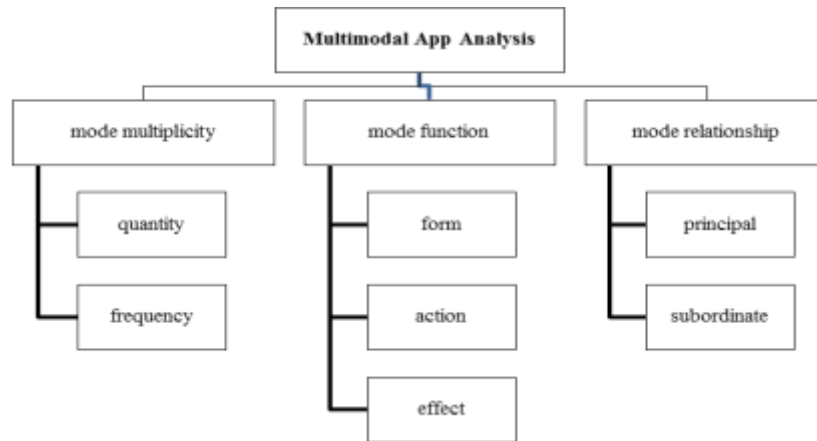 Multimodal App Analysis
mode multiplicity
mode function
mode relationship
quantity
form
principal
frequency
action
subordinate
effect